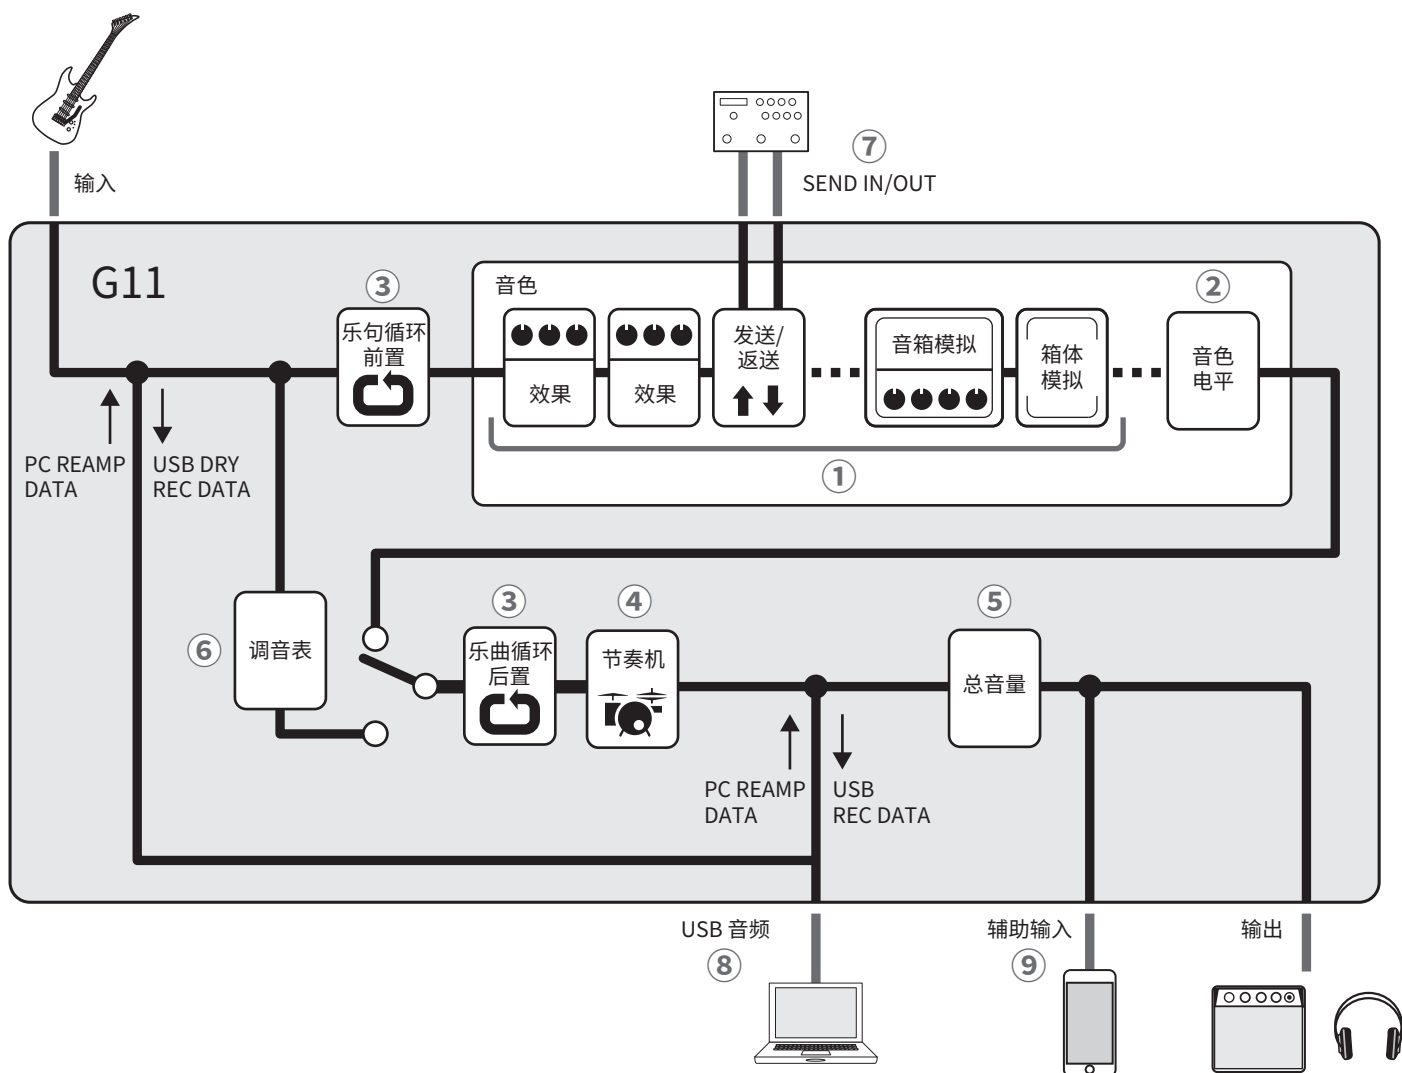 ⑦
输入
SEND IN/OUT
G11
③
音色
②
乐句循环
前置
效果
效果
发送/
返送
音箱模拟
箱体
模拟
音色
电平
①
PC REAMP
DATA
USB DRY
REC DATA
③
④
⑤
⑥
调音表
乐曲循环
后置
节奏机
总音量
PC REAMP
DATA
USB
REC DATA
USB 音频
⑧
辅助输入
⑨
输出